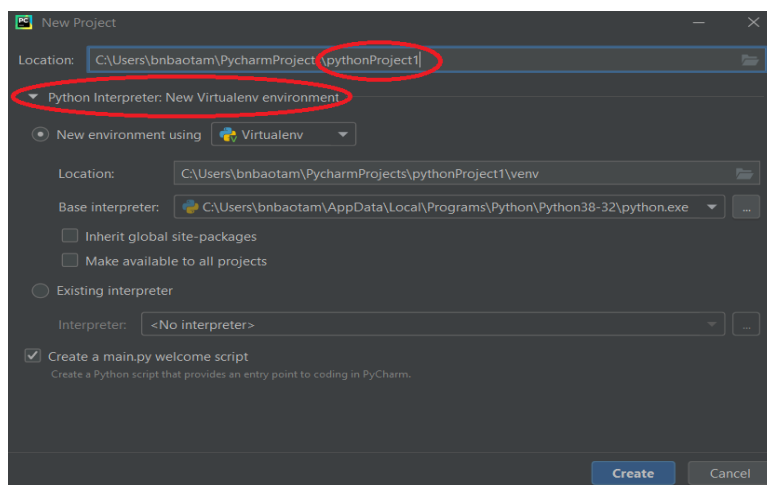 PC New Project
Location: C:\Users\bnbaotam\PycharmProject \pythonProject1
Python Interpreter: New Virtualenv environment
New environment using Virtualenv
Location: C:\Users\bnbaotam\PycharmProjects\pythonProject1\venv
Base interpreter: C:\Users\bnbaotam\AppData\Local\Programs\Python\Python38-32\python.exe ...
Inherit global site-packages
Make available to all projects
Existing interpreter
Interpreter: <No interpreter> ...
Create a main.py welcome script
Create a Python script that provides an entry point to coding in PyCharm.
Create Cancel